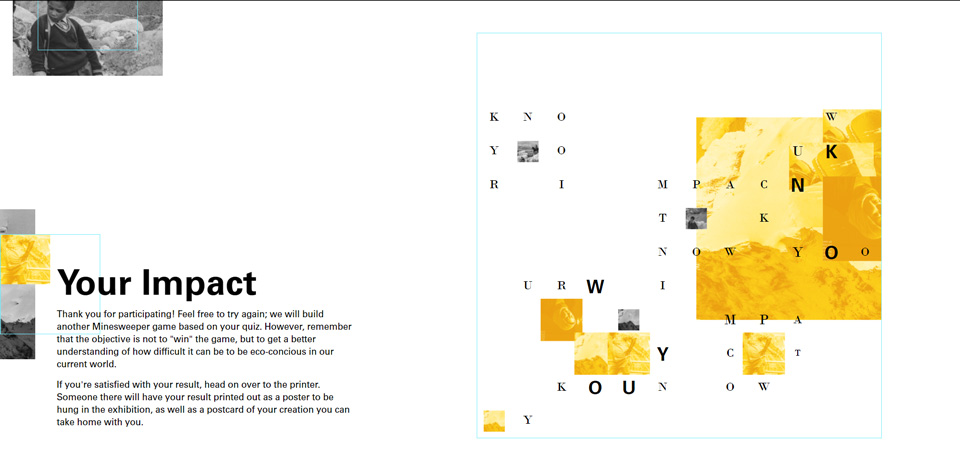 Your Impact
Thank you for participating! Feel free to try again; we will build
another Minesweeper game based on your quiz. However, remember
that the objective is not to "win" the game, but to get a better
understanding of how difficult it can be to be eco-concious in our
current world.
If you're satisfied with your result, head on over to the printer.
Someone there will have your result printed out as a poster to be
hung in the exhibition, as well as a postcard of your creation you can
take home with you.
K N O W
Y O U K
R I M P A C N
T K
N O W Y O O
U R W I
M P A
Y C T
K O U N O W
Y